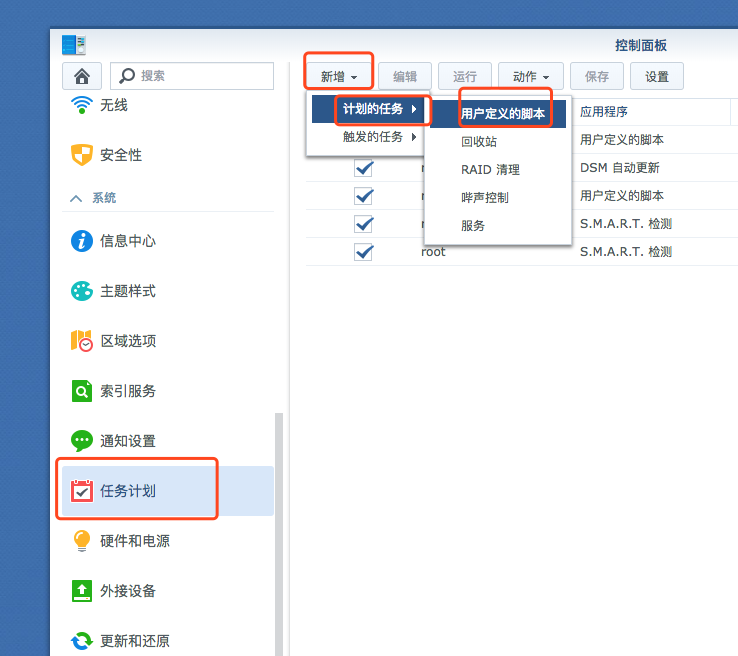 控制面板
搜索
新增
编辑
运行
动作
保存
设置
无线
安全性
系统
信息中心
主题样式
区域选项
索引服务
通知设置
任务计划
硬件和电源
外接设备
更新和还原
计划的任务
触发的任务
用户定义的脚本
回收站
RAID 清理
哔声控制
服务
应用程序
用户定义的脚本
DSM 自动更新
用户定义的脚本
S.M.A.R.T. 检测
root
S.M.A.R.T. 检测